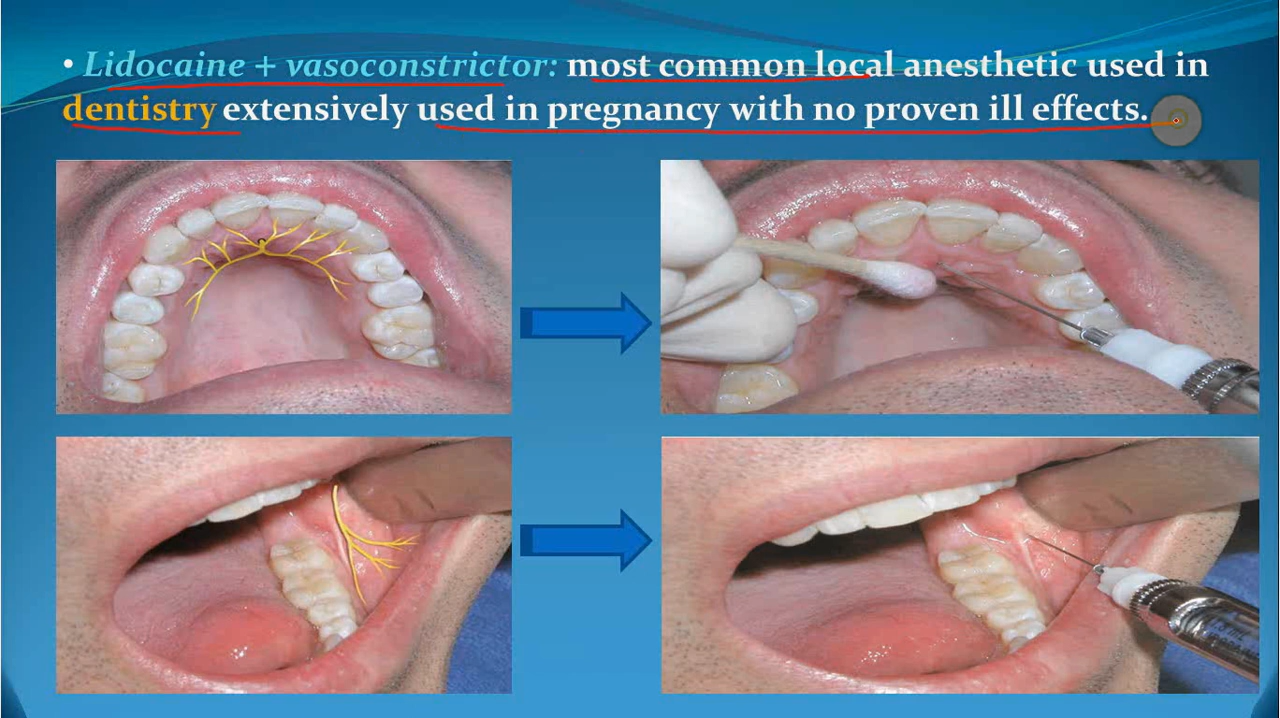 • Lidocaine + vasoconstrictor: most common local anesthetic used in
dentistry extensively used in pregnancy with no proven ill effects.